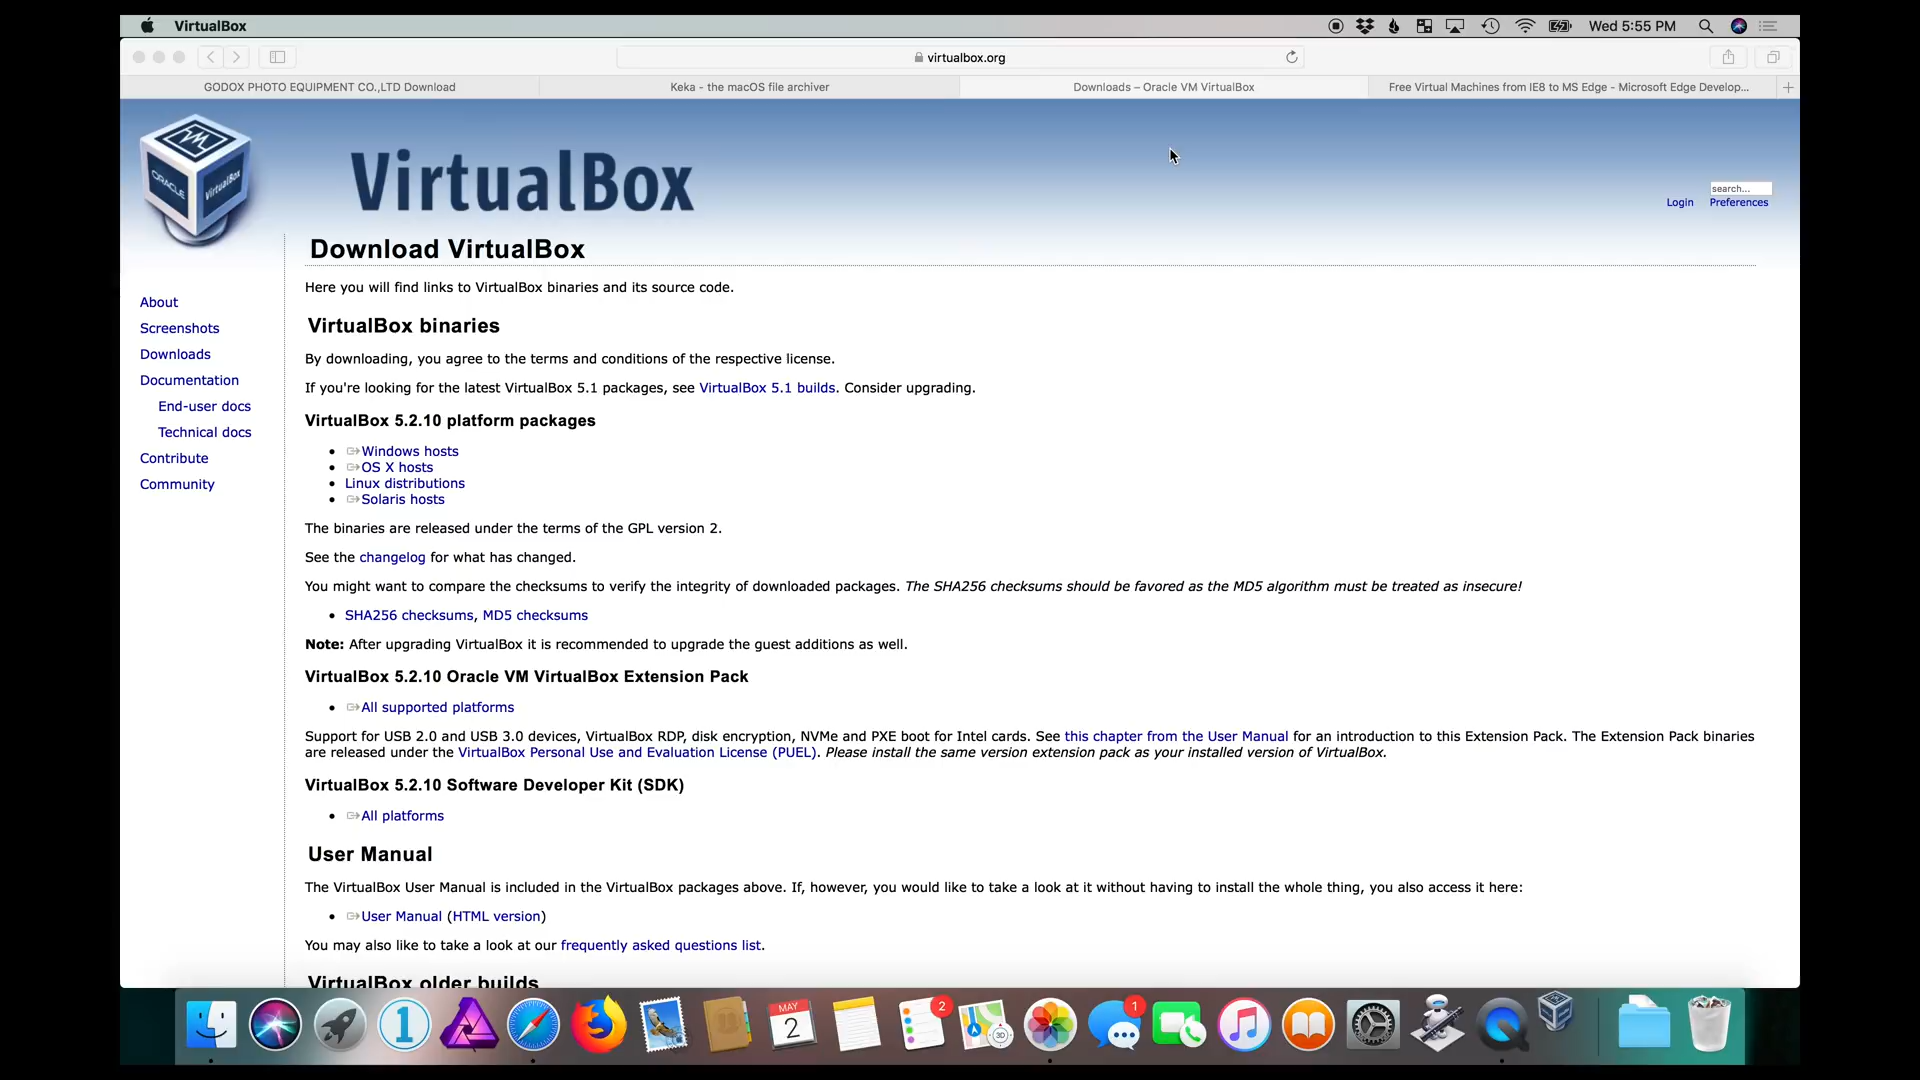 VirtualBox
Wed 5:55 PM
virtualbox.org
GODOX PHOTO EQUIPMENT CO.,LTD Download
Keka - the macOS file archiver
Downloads – Oracle VM VirtualBox
Free Virtual Machines from IE8 to MS Edge - Microsoft Edge Develop...
VM
ORACLE
VirtualBox
VirtualBox
search...
Login
Preferences
Download VirtualBox
Here you will find links to VirtualBox binaries and its source code.
About
Screenshots
Downloads
Documentation
End-user docs
Technical docs
Contribute
Community
VirtualBox binaries
By downloading, you agree to the terms and conditions of the respective license.
If you're looking for the latest VirtualBox 5.1 packages, see VirtualBox 5.1 builds. Consider upgrading.
VirtualBox 5.2.10 platform packages
Windows hosts
OS X hosts
Linux distributions
Solaris hosts
The binaries are released under the terms of the GPL version 2.
See the changelog for what has changed.
You might want to compare the checksums to verify the integrity of downloaded packages. The SHA256 checksums should be favored as the MD5 algorithm must be treated as insecure!
SHA256 checksums, MD5 checksums
Note: After upgrading VirtualBox it is recommended to upgrade the guest additions as well.
VirtualBox 5.2.10 Oracle VM VirtualBox Extension Pack
All supported platforms
Support for USB 2.0 and USB 3.0 devices, VirtualBox RDP, disk encryption, NVMe and PXE boot for Intel cards. See this chapter from the User Manual for an introduction to this Extension Pack. The Extension Pack binaries
are released under the VirtualBox Personal Use and Evaluation License (PUEL). Please install the same version extension pack as your installed version of VirtualBox.
VirtualBox 5.2.10 Software Developer Kit (SDK)
All platforms
User Manual
The VirtualBox User Manual is included in the VirtualBox packages above. If, however, you would like to take a look at it without having to install the whole thing, you also access it here:
User Manual (HTML version)
You may also like to take a look at our frequently asked questions list.
VirtualBox older builds
1
MAY
2
2
3D
1